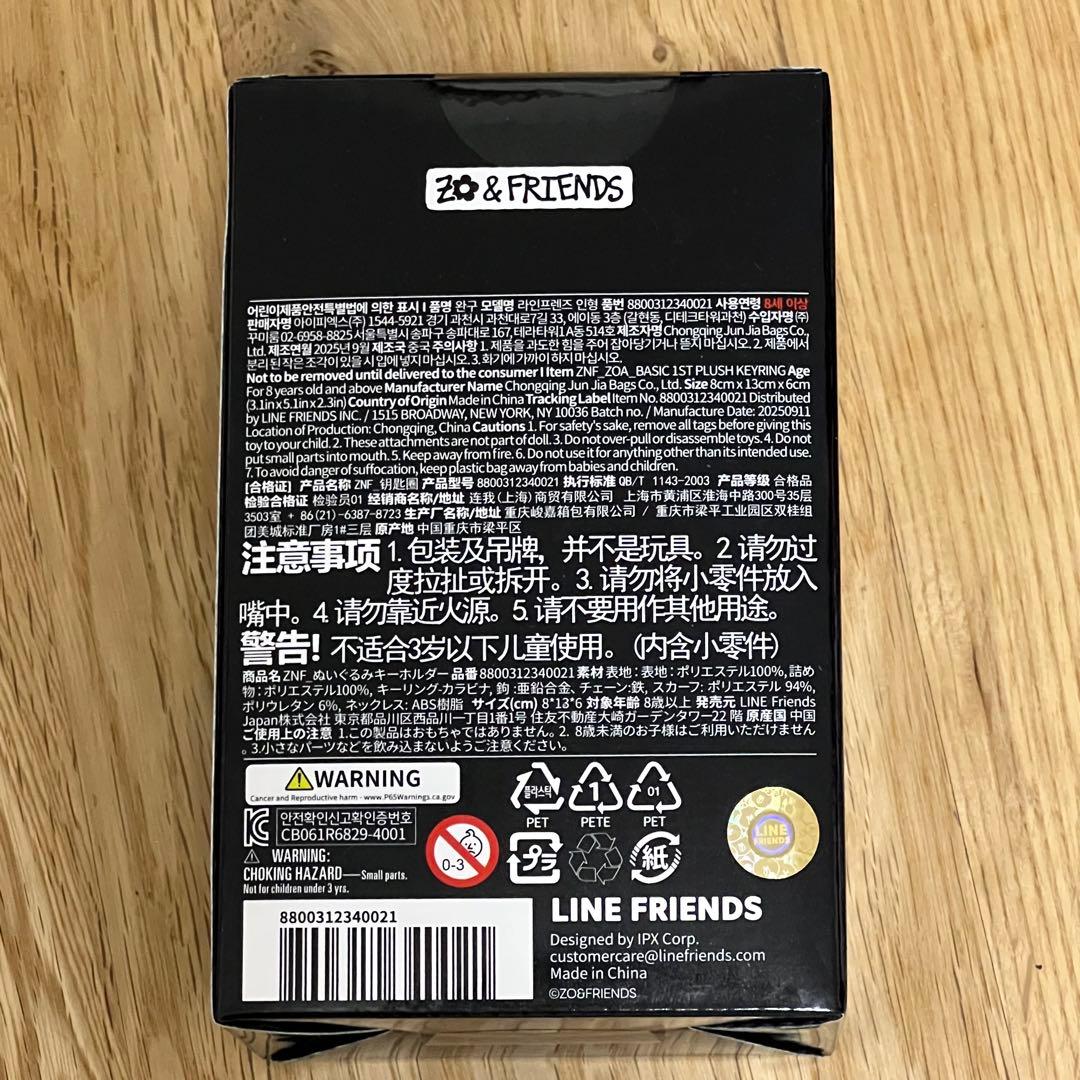 ZO & FRIENDS
어린이제품안전특별법에 의한 표시 I 품명 완구 모델명 라인프렌즈 인형 품번 8800312340021 사용연령 8세 이상
판매자명 아이피엑스(주) 1544-5921 경기 과천시 과천대로7길 33, 에이동 3층 (갈현동, 디테크타워과천) 수입자명 (주)
꾸미룸 02-6958-8825 서울특별시 송파구 송파대로 167, 테라타워1 A동 514호 제조자명 Chongqing Jun Jia Bags Co.,
Ltd. 제조연월 2025년 9월 제조국 중국 주의사항 1. 제품을 과도한 힘을 주어 잡아당기거나 뜯지 마십시오. 2. 제품에서
분리 된 작은 조각이 있을 시 입에 넣지 마십시오. 3. 화기에 가까이 하지 마십시오.
Not to be removed until delivered to the consumer I Item ZNF_ZOA_BASIC 1ST PLUSH KEYRING Age
For 8 years old and above Manufacturer Name Chongqing Jun Jia Bags Co., Ltd. Size 8cm x 13cm x 6cm
(3.1in x 5.1in x 2.3in) Country of Origin Made in China Tracking Label Item No. 8800312340021 Distributed
by LINE FRIENDS INC. / 1515 BROADWAY, NEW YORK, NY 10036 Batch no. / Manufacture Date: 20250911
Location of Production: Chongqing, China Cautions 1. For safety's sake, remove all tags before giving this
toy to your child. 2. These attachments are not part of doll. 3. Do not over-pull or disassemble toys. 4. Do not
put small parts into mouth. 5. Keep away from fire. 6. Do not use it for anything other than its intended use.
7. To avoid danger of suffocation, keep plastic bag away from babies and children.
[合格证] 产品名称 ZNF_钥匙圈 产品型号 8800312340021 执行标准 QB/T 1143-2003 产品等级 合格品
检验合格证 检验员01 经销商名称/地址 连我 (上海) 商贸有限公司 上海市黄浦区淮海中路300号35层
3503室 + 86 (21) -6387-8723 生产厂名称/地址 重庆峻嘉箱包有限公司 / 重庆市梁平工业园区双桂组
团美城标准厂房1#三层 原产地 中国重庆市梁平区
注意事项 1. 包装及吊牌，并不是玩具。2. 请勿过
度拉扯或拆开。3. 请勿将小零件放入
嘴中。4. 请勿靠近火源。5. 请不要用作其他用途。
警告! 不适合3岁以下儿童使用。(内含小零件)
商品名 ZNF_ぬいぐるみキーホルダー 品番 8800312340021 素材 表地 : 表地 : ポリエステル100%, 詰め
物 : ポリエステル100%, キーリング-カラビナ, 鉤 : 亜鉛合金、チェーン:鉄, スカーフ: ポリエステル 94%,
ポリウレタン 6%, ネックレス: ABS樹脂 サイズ(cm) 8*13*6 対象年齢 8歳以上 発売元 LINE Friends
Japan株式会社 東京都品川区西品川一丁目1番1号 住友不動産大崎ガーデンタワー22 階 原産国 中国
ご使用上の注意 1.この製品はおもちゃではありません。2. 8歳未満のお子様はご利用いただけません
。3.小さなパーツなどを飲み込まないようご注意ください。
WARNING
Cancer and Reproductive harm - www.P65Warnings.ca.gov
KC 안전확인신고확인증번호
CB061R6829-4001
WARNING:
CHOKING HAZARD—Small parts.
Not for children under 3 yrs.
0-3
플라스틱
PET
1
PETE
01
PET
プラ
紙
LINE FRIENDS
8800312340021
LINE FRIENDS
Designed by IPX Corp.
customercare@linefriends.com
Made in China
©ZO&FRIENDS